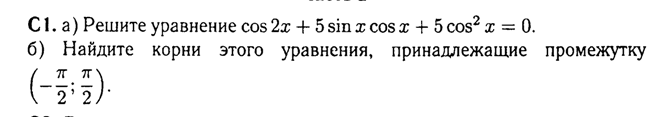 С1. а) Решите уравнение cos 2x + 5 sin x cos x + 5 cos² x = 0.
б) Найдите корни этого уравнения, принадлежащие промежутку
(−π/2; π/2).